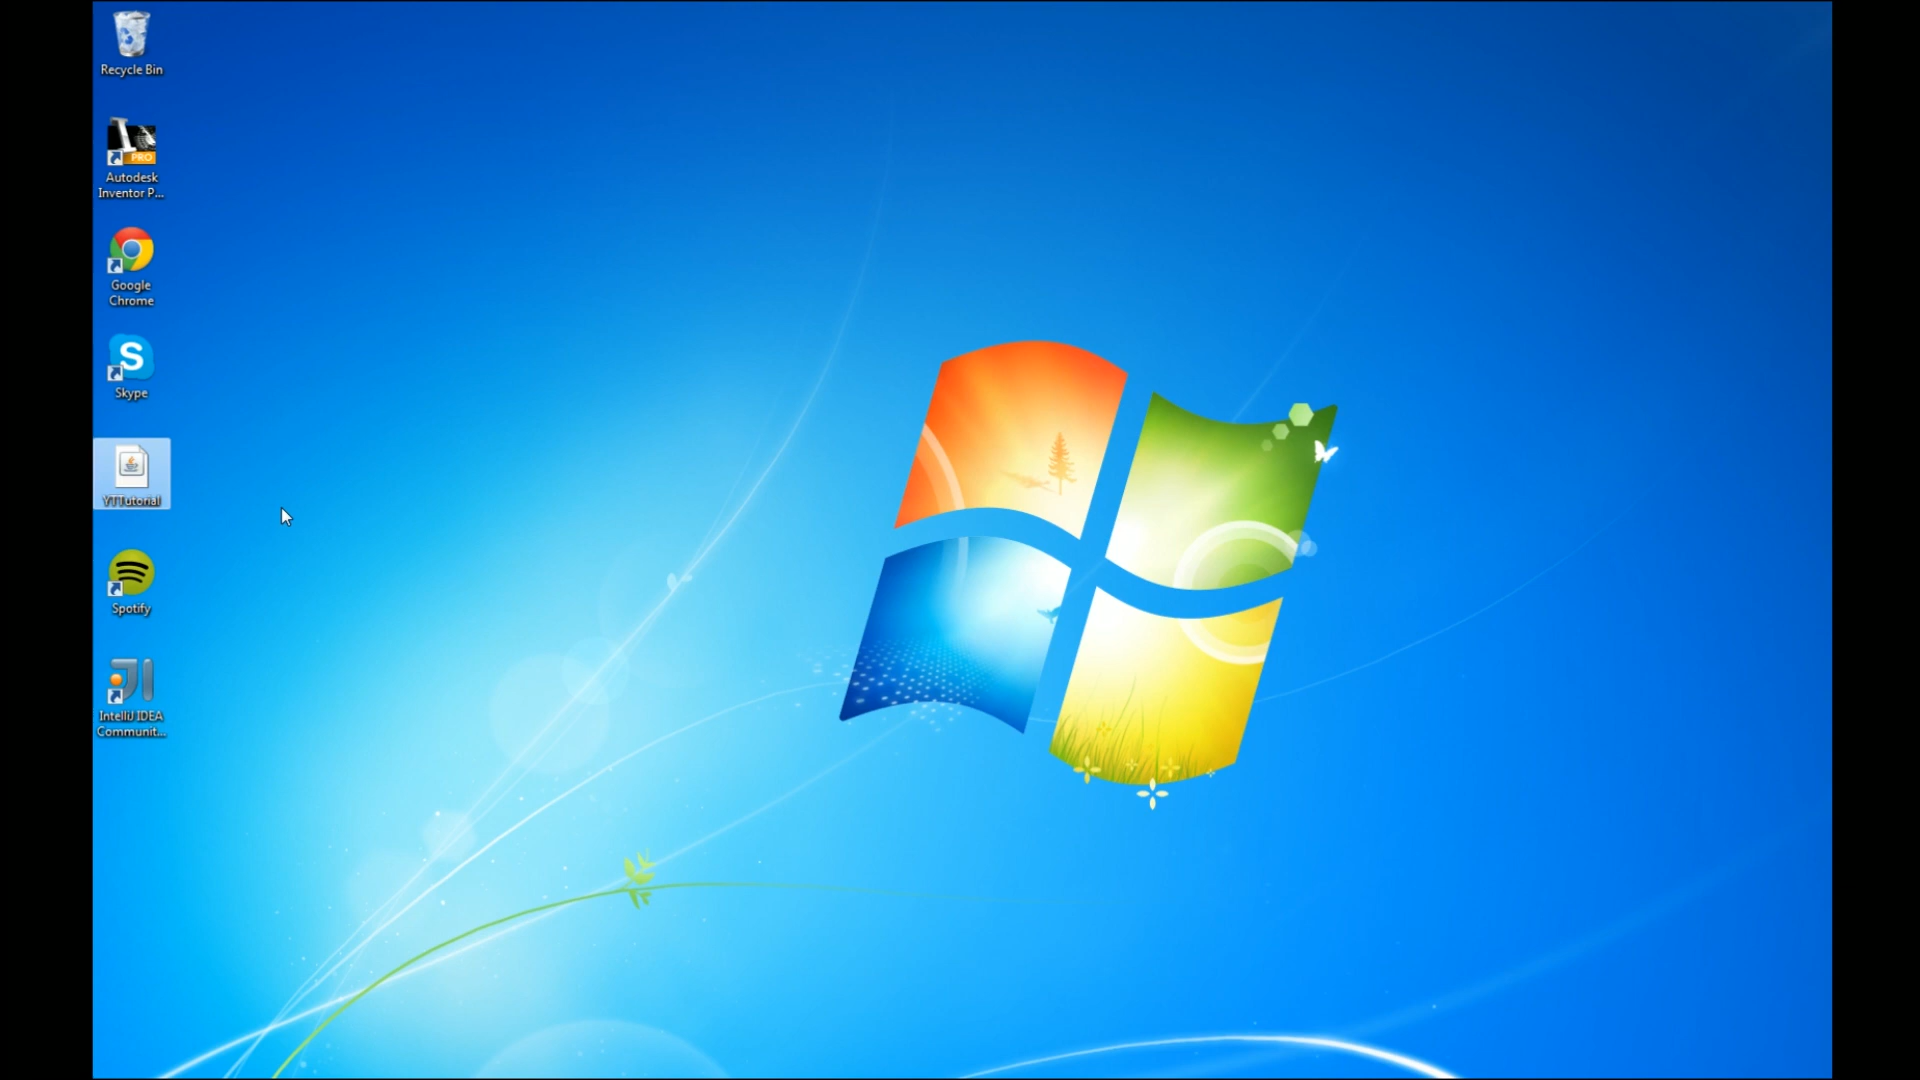 Recycle Bin
PRO
Autodesk
Inventor P...
Google
Chrome
S
Skype
YTTutorial
Spotify
IntelliJ IDEA
Communit...